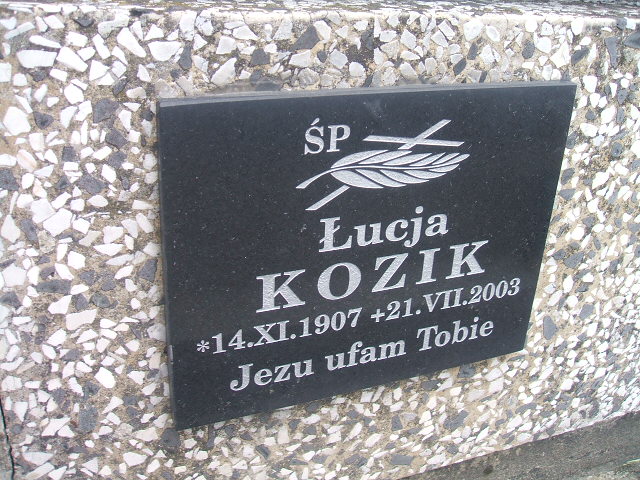 ŚP
Łucja
KOZIK
*14.XI.1907 +21.VII.2003
Jezu ufam Tobie